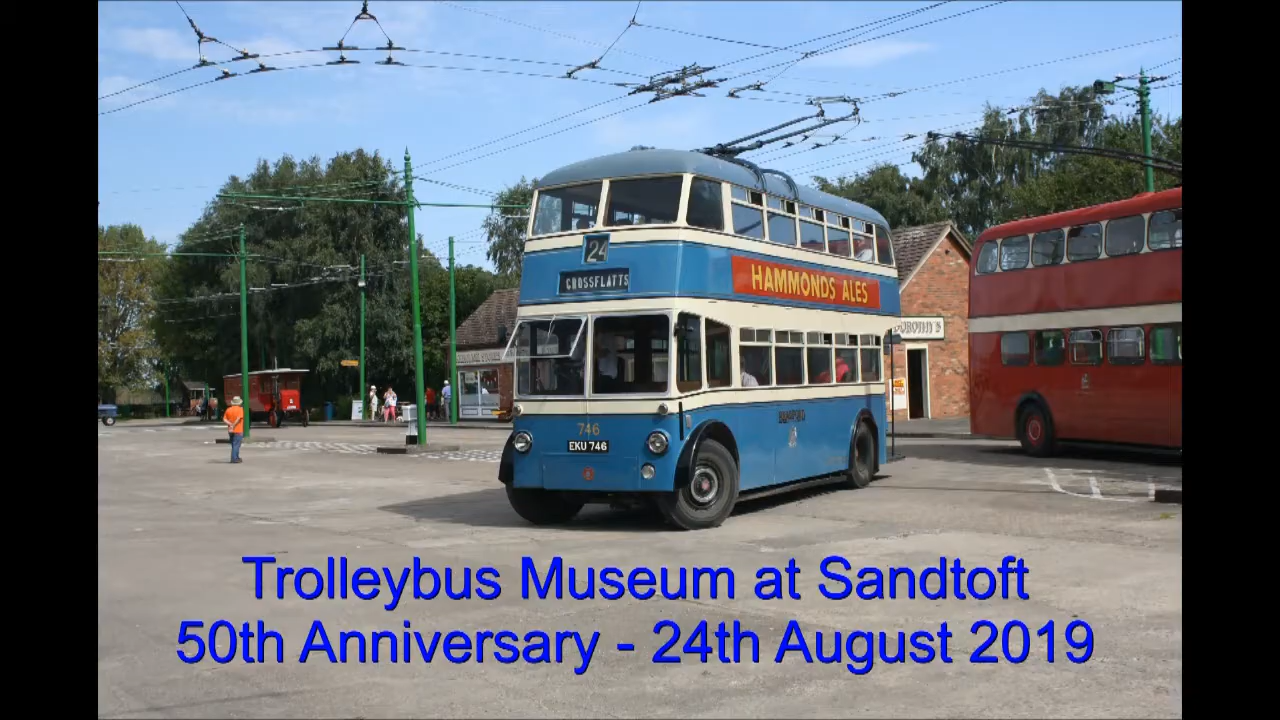 24
CROSSFLATTS
HAMMONDS ALES
DOROTHY'S
746
EKU 746
Trolleybus Museum at Sandtoft
50th Anniversary - 24th August 2019